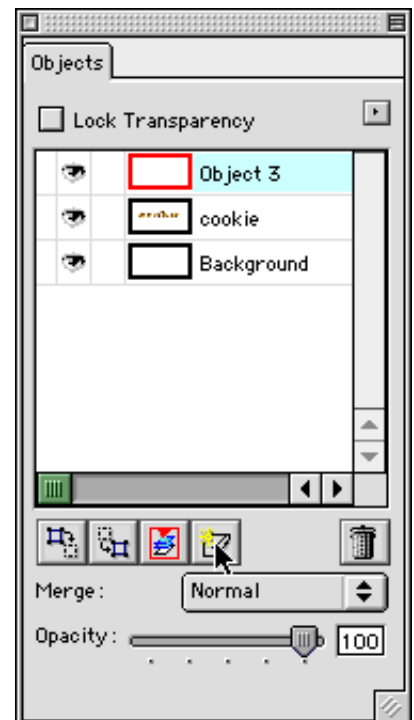 Objects
Lock Transparency
Object 3
cookie
Background
Merge: Normal
Opacity: 100